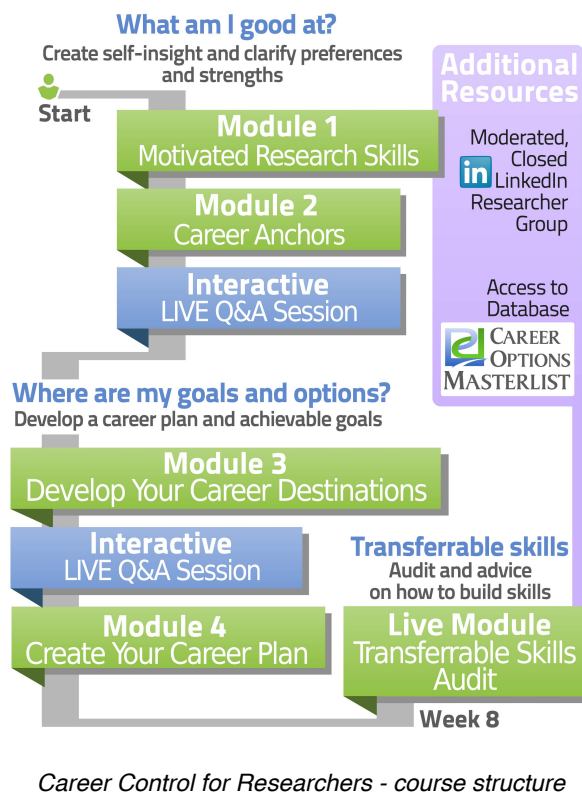 What am I good at?
Create self-insight and clarify preferences
and strengths
Start
Module 1
Motivated Research Skills
Module 2
Career Anchors
Interactive
LIVE Q&A Session
Additional
Resources
Moderated,
Closed
in LinkedIn
Researcher
Group
Access to
Database
CAREER
OPTIONS
MASTERLIST
Where are my goals and options?
Develop a career plan and achievable goals
Module 3
Develop Your Career Destinations
Interactive
LIVE Q&A Session
Module 4
Create Your Career Plan
Transferrable skills
Audit and advice
on how to build skills
Live Module
Transferrable Skills
Audit
Week 8
Career Control for Researchers - course structure